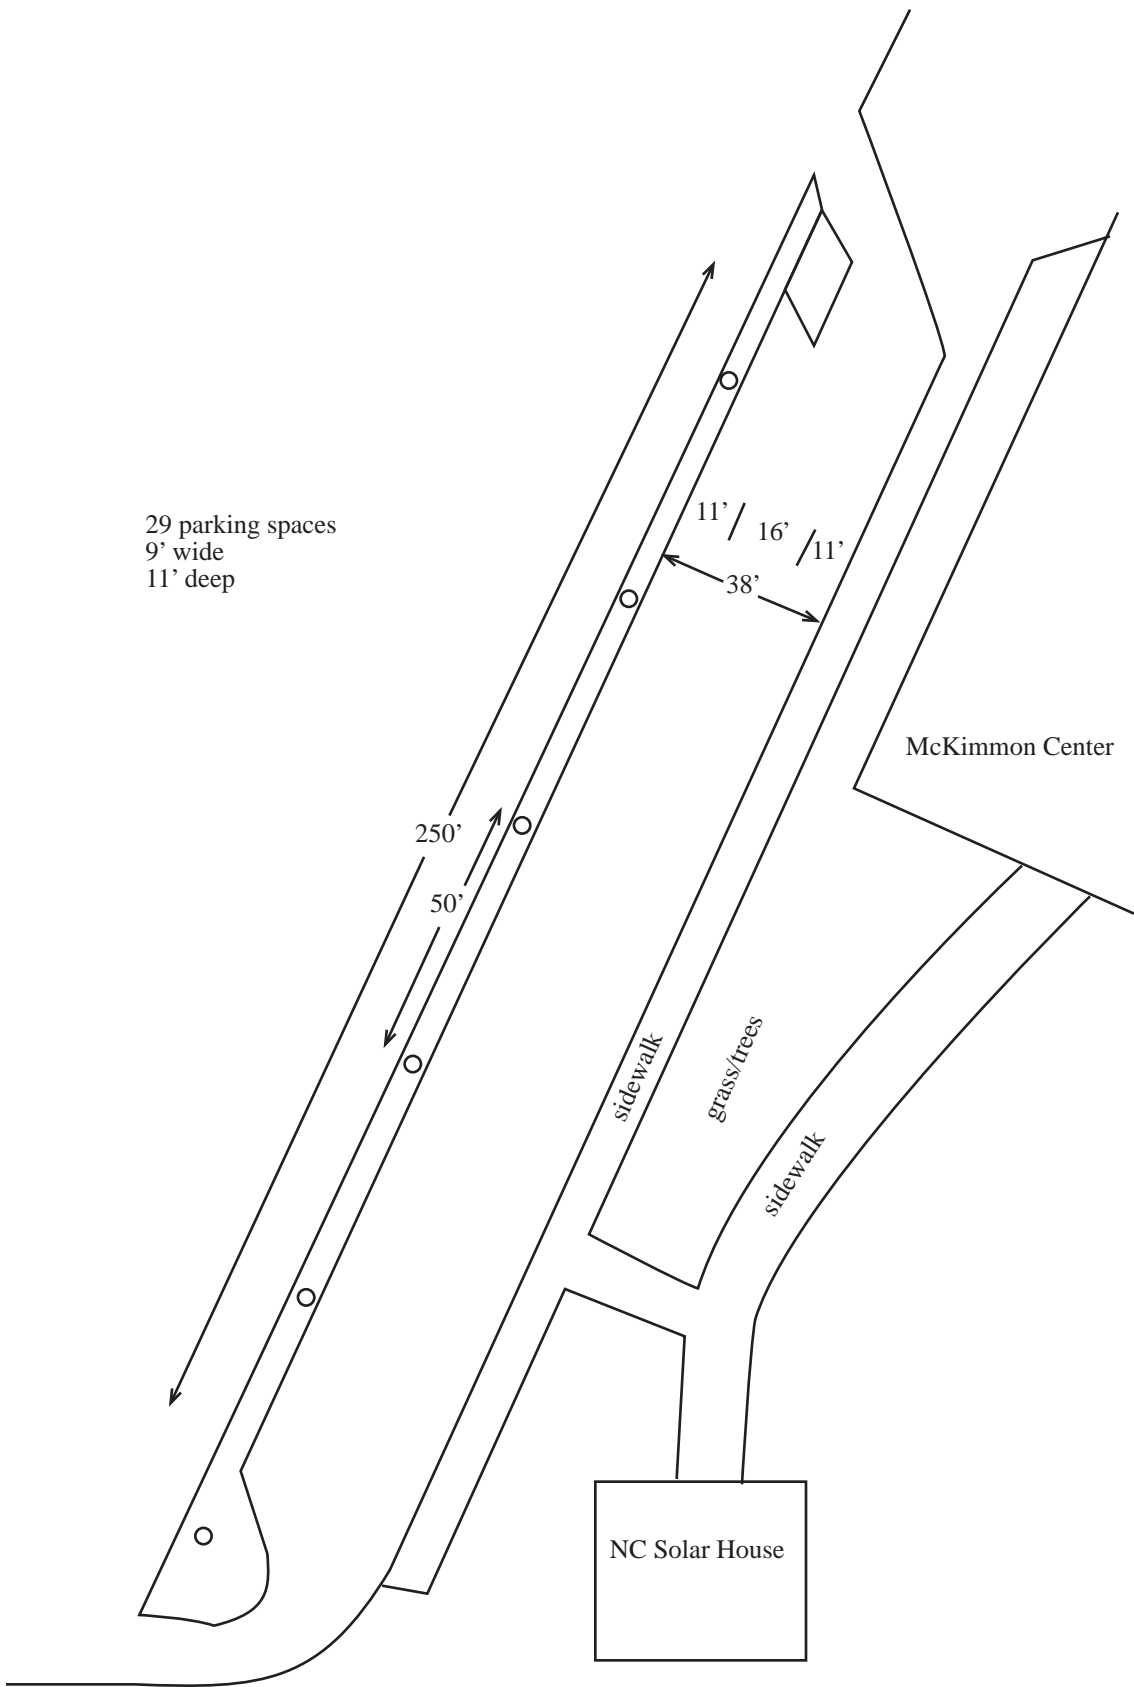 11’
16’
11’
29 parking spaces
9’ wide
11’ deep
38’
McKimmon Center
250’
50’
sidewalk
grass/trees
sidewalk
NC Solar House